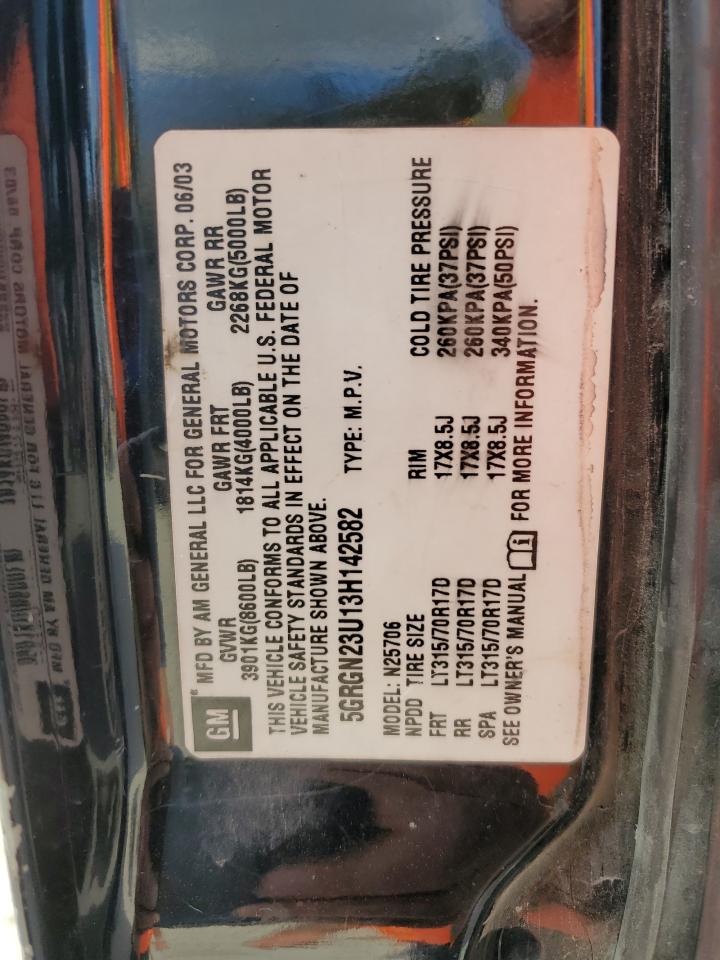 GM ® MFD BY AM GENERAL LLC FOR GENERAL MOTORS CORP. 06/03
GVWR GAWR FRT GAWR RR
3901KG(8600LB) 1814KG(4000LB) 2268KG(5000LB)
THIS VEHICLE CONFORMS TO ALL APPLICABLE U.S. FEDERAL MOTOR
VEHICLE SAFETY STANDARDS IN EFFECT ON THE DATE OF
MANUFACTURE SHOWN ABOVE.
5GRGN23U13H142582 TYPE: M.P.V.
MODEL: N25706
NPDD TIRE SIZE RIM COLD TIRE PRESSURE
FRT LT315/70R17D 17X8.5J 260KPA(37PSI)
RR LT315/70R17D 17X8.5J 260KPA(37PSI)
SPA LT315/70R17D 17X8.5J 340KPA(50PSI)
SEE OWNER'S MANUAL FOR MORE INFORMATION.